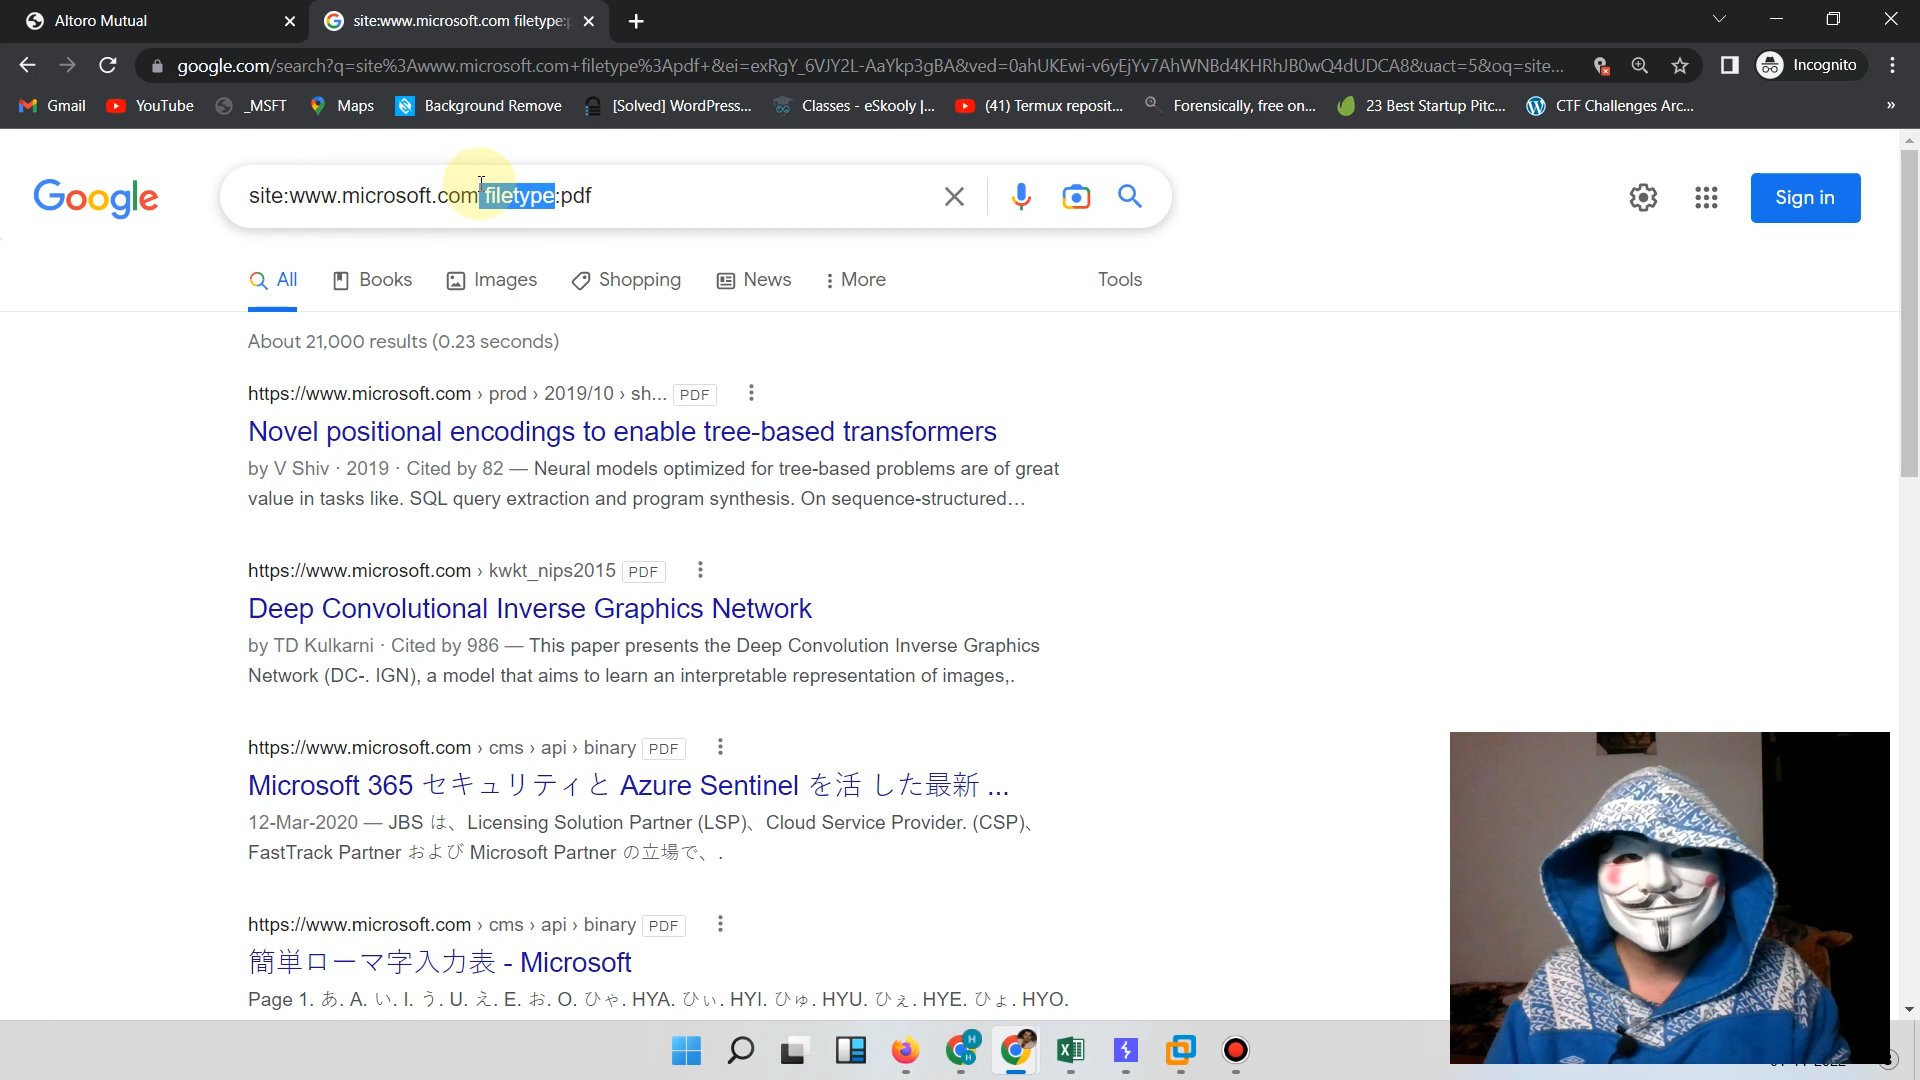 Altoro Mutual
site:www.microsoft.com filetype:p
google.com/search?q=site%3Awww.microsoft.com+filetype%3Apdf+&ei=exRgY_6VJY2L-AaYkp3gBA&ved=0ahUKEwi-v6yEjYv7AhWNBd4KHRhJB0wQ4dUDCA8&uact=5&oq=site...
Incognito
Gmail
YouTube
_MSFT
Maps
Background Remove
[Solved] WordPress...
Classes - eSkooly |...
(41) Termux reposit...
Forensically, free on...
23 Best Startup Pitc...
CTF Challenges Arc...
»
Google
site:www.microsoft.com filetype:pdf
Sign in
All
Books
Images
Shopping
News
More
Tools
About 21,000 results (0.23 seconds)
https://www.microsoft.com › prod › 2019/10 › sh... PDF
Novel positional encodings to enable tree-based transformers
by V Shiv · 2019 · Cited by 82 — Neural models optimized for tree-based problems are of great
value in tasks like. SQL query extraction and program synthesis. On sequence-structured...
https://www.microsoft.com › kwkt_nips2015 PDF
Deep Convolutional Inverse Graphics Network
by TD Kulkarni · Cited by 986 — This paper presents the Deep Convolution Inverse Graphics
Network (DC-. IGN), a model that aims to learn an interpretable representation of images,.
https://www.microsoft.com › cms › api › binary PDF
Microsoft 365 セキュリティと Azure Sentinel を活 した最新 ...
12-Mar-2020 — JBS は、Licensing Solution Partner (LSP)、Cloud Service Provider. (CSP)、
FastTrack Partner および Microsoft Partner の立場で、.
https://www.microsoft.com › cms › api › binary PDF
簡単ローマ字入力表 - Microsoft
Page 1. あ. A. い. I. う. U. え. E. お. O. ひゃ. HYA. ひぃ. HYI. ひゅ. HYU. ひぇ. HYE. ひょ. HYO.